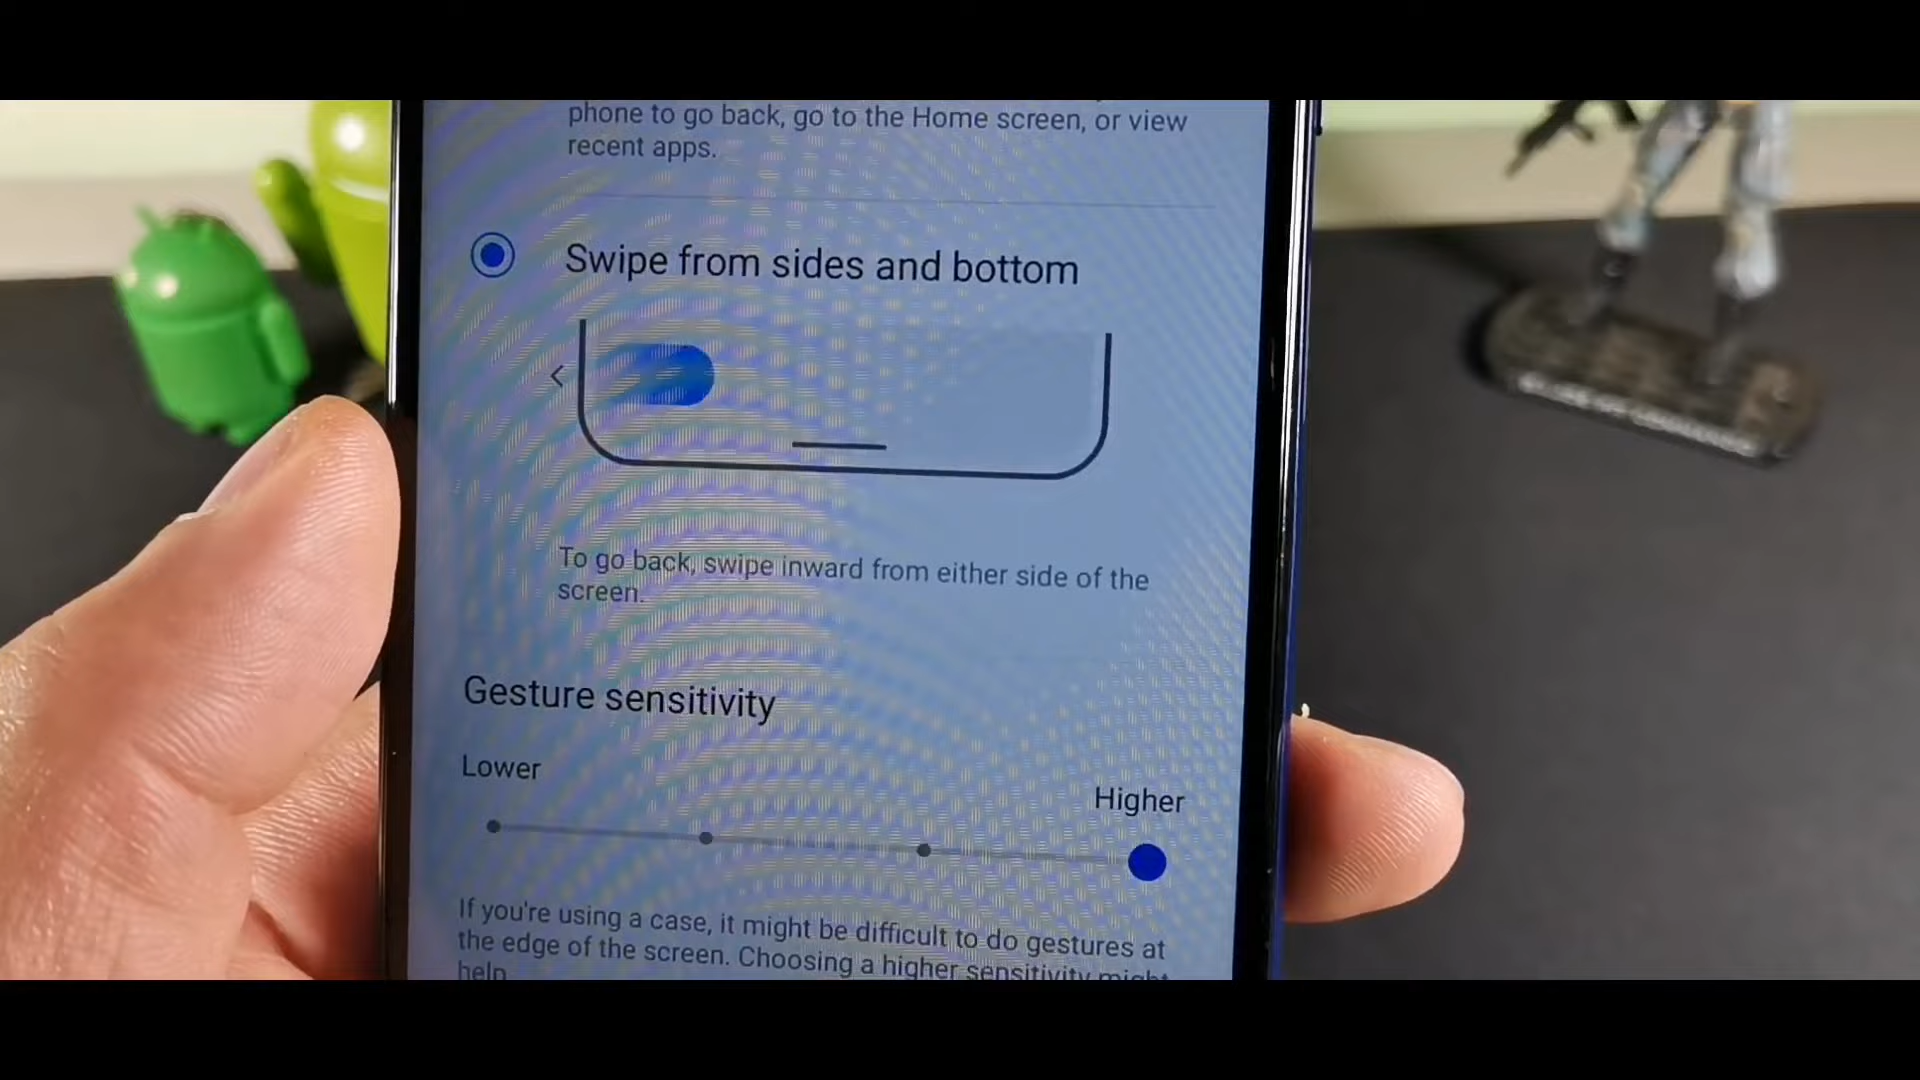 phone to go back, go to the Home screen, or view
recent apps.
Swipe from sides and bottom
To go back, swipe inward from either side of the
screen.
Gesture sensitivity
Lower
Higher
If you're using a case, it might be difficult to do gestures at
the edge of the screen. Choosing a higher sensitivity might
help